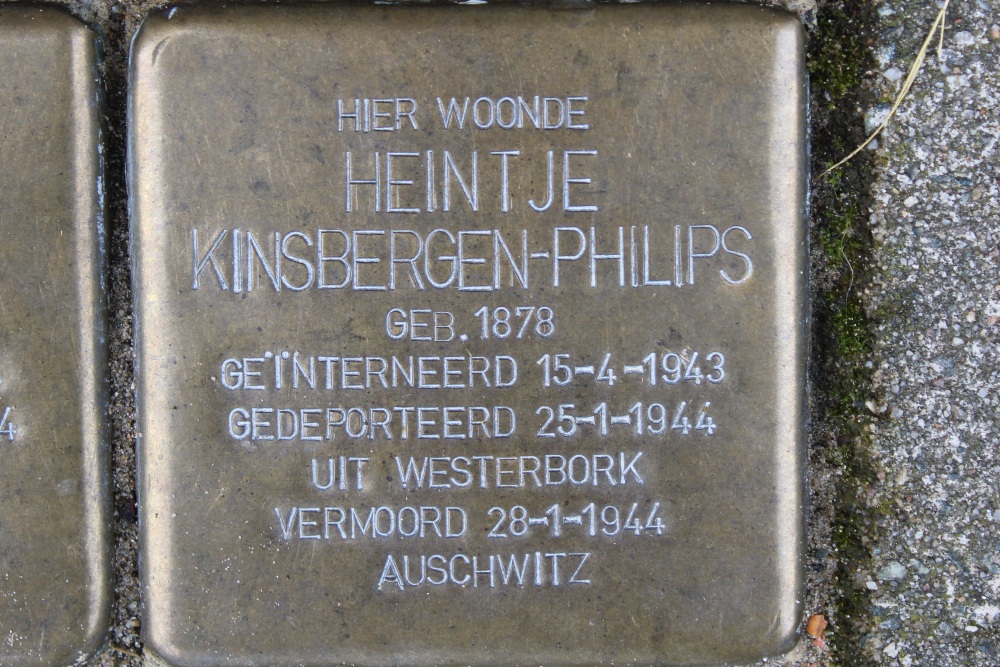 HIER WOONDE
HEINTJE
KINSBERGEN-PHILIPS
GEB. 1878
GEÏNTERNEERD 15-4-1943
GEDEPORTEERD 25-1-1944
UIT WESTERBORK
VERMOORD 28-1-1944
AUSCHWITZ
4